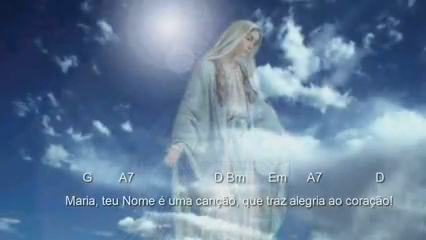 G A7 D Bm Em A7 D
Maria, teu Nome é uma canção, que traz alegria ao coração!